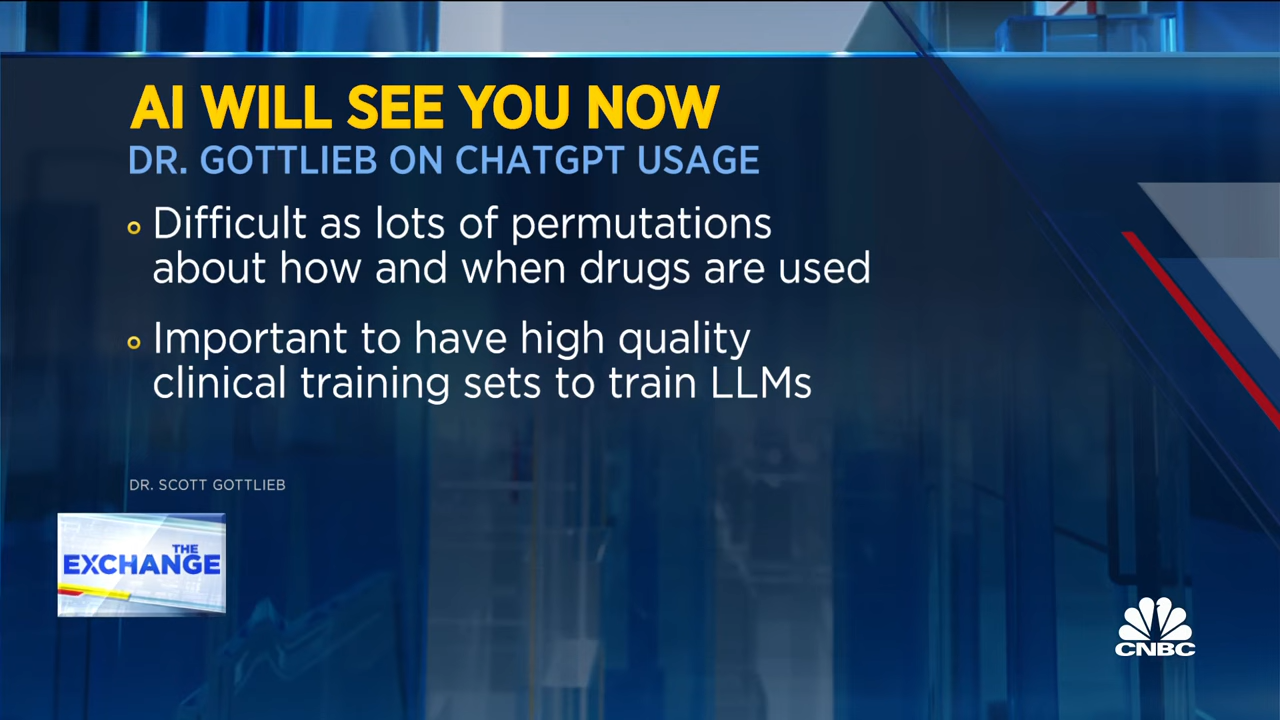 AI WILL SEE YOU NOW
DR. GOTTLIEB ON CHATGPT USAGE
Difficult as lots of permutations
about how and when drugs are used
Important to have high quality
clinical training sets to train LLMs
DR. SCOTT GOTTLIEB
THE
EXCHANGE
CNBC